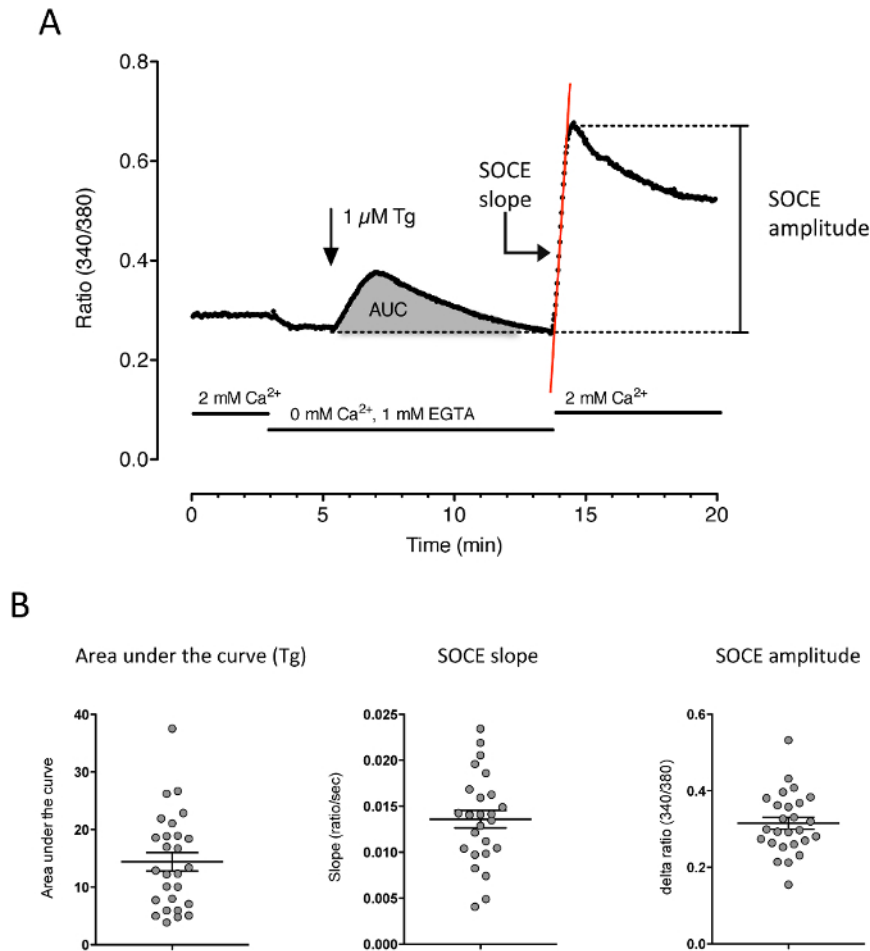 A
0.8
0.6
0.4
0.2
0.0
Ratio (340/380)
1 µM Tg
SOCE
slope
SOCE
amplitude
AUC
2 mM Ca²⁺
0 mM Ca²⁺, 1 mM EGTA
2 mM Ca²⁺
0 5 10 15 20
Time (min)
B
Area under the curve (Tg)
40
30
20
10
0
Area under the curve
SOCE slope
0.025
0.020
0.015
0.010
0.005
0.000
Slope (ratio/sec)
SOCE amplitude
0.6
0.4
0.2
0.0
delta ratio (340/380)